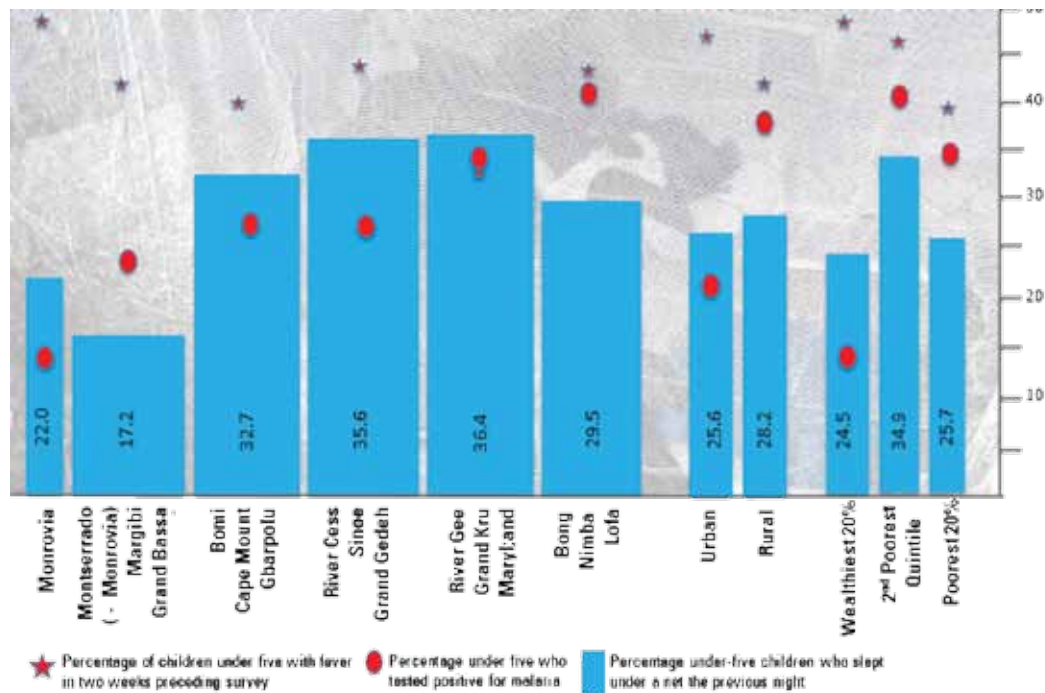 50
40
30
20
10
22.0
17.2
32.7
35.6
36.4
29.5
25.6
28.2
24.5
34.9
25.7
Monrovia
Montserrado
( - Monrovia)
Margibi
Grand Bassa
Bomi
Cape Mount
Gbarpolu
River Cess
Sinoe
Grand Gedeh
River Gee
Grand Kru
Maryl;and
Bong
Nimba
Lofa
Urban
Rural
Wealthiest 20%
2nd Poorest
Quintile
Poorest 20%
Percentage of children under five with fever
in two weeks preceding survey
Percentage under five who
tested positive for malaria
Percentage under-five children who slept
under a net the previous night